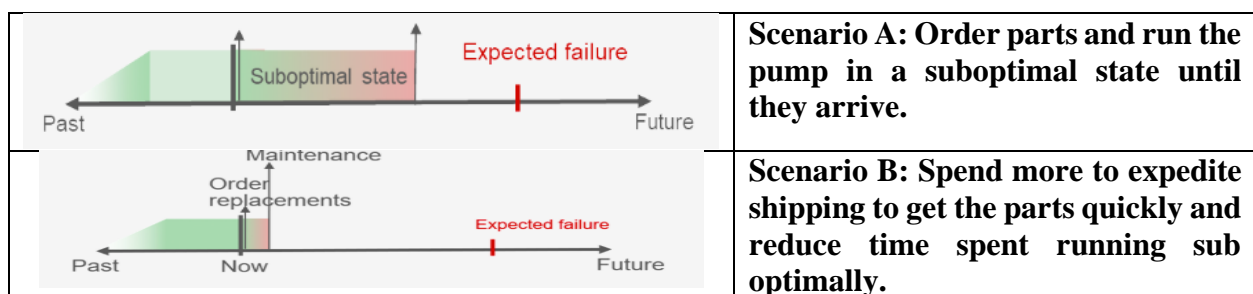 Suboptimal state
Expected failure
Past
Future
Scenario A: Order parts and run the
pump in a suboptimal state until
they arrive.
Maintenance
Order
replacements
Expected failure
Past
Now
Future
Scenario B: Spend more to expedite
shipping to get the parts quickly and
reduce time spent running sub
optimally.